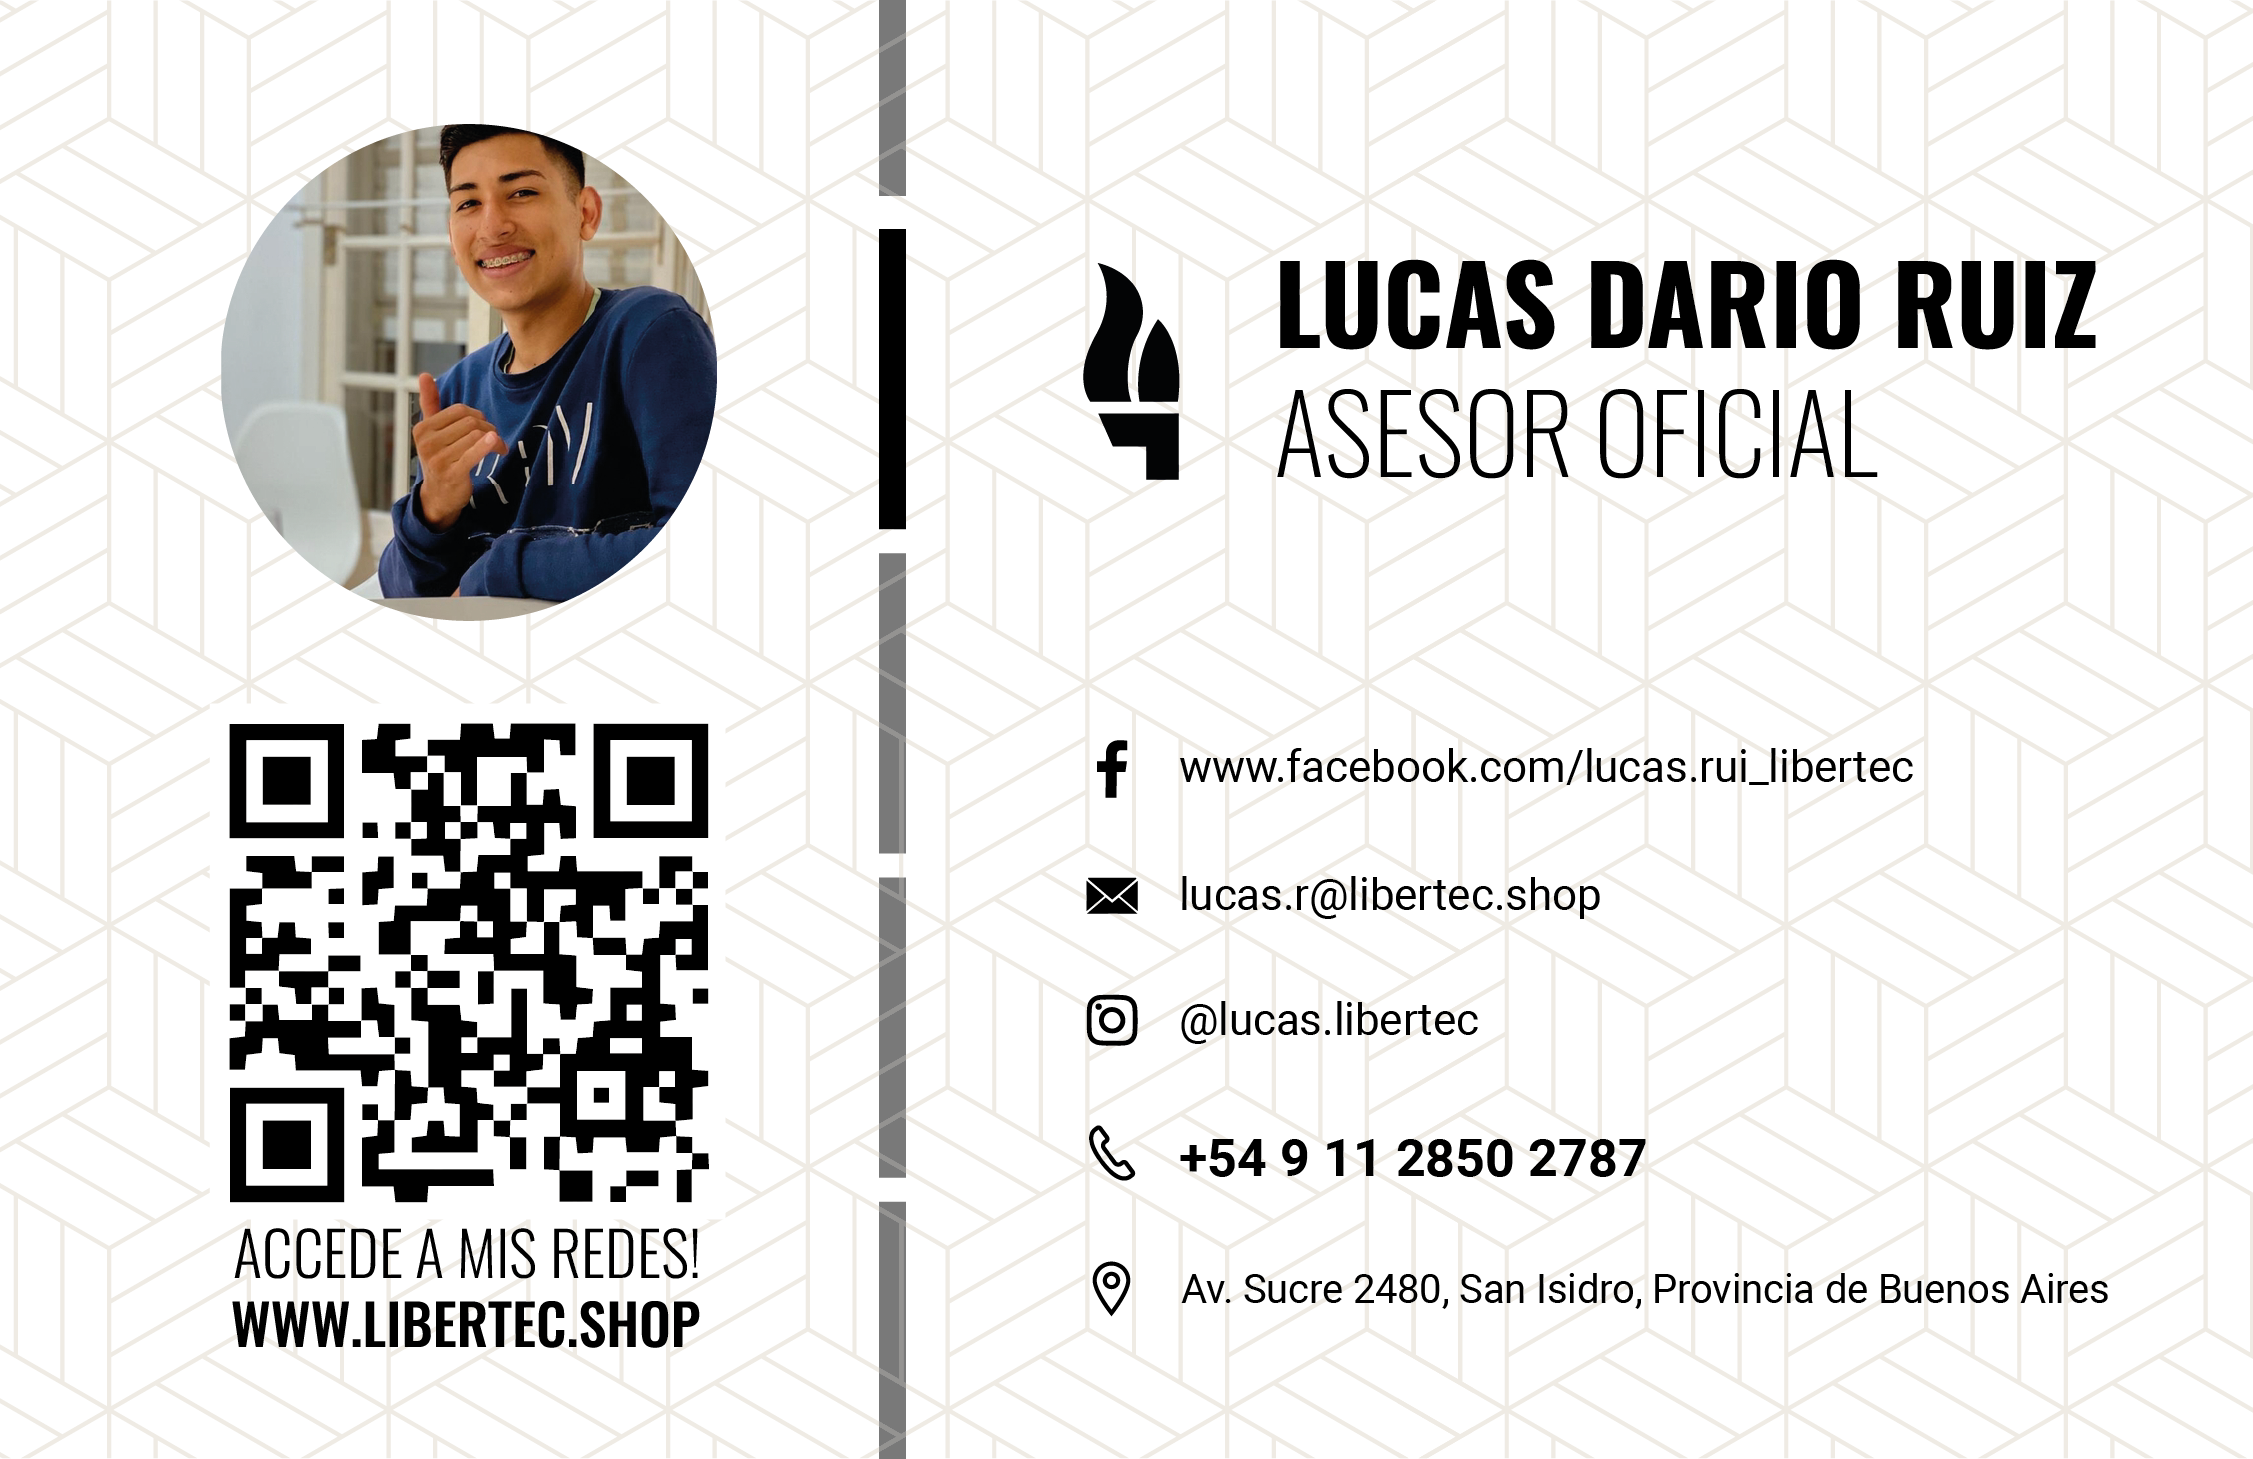 LUCAS DARIO RUIZ
ASESOR OFICIAL
www.facebook.com/lucas.rui_libertec
lucas.r@libertec.shop
@lucas.libertec
+54 9 11 2850 2787
Av. Sucre 2480, San Isidro, Provincia de Buenos Aires
ACCEDE A MIS REDES!
WWW.LIBERTEC.SHOP